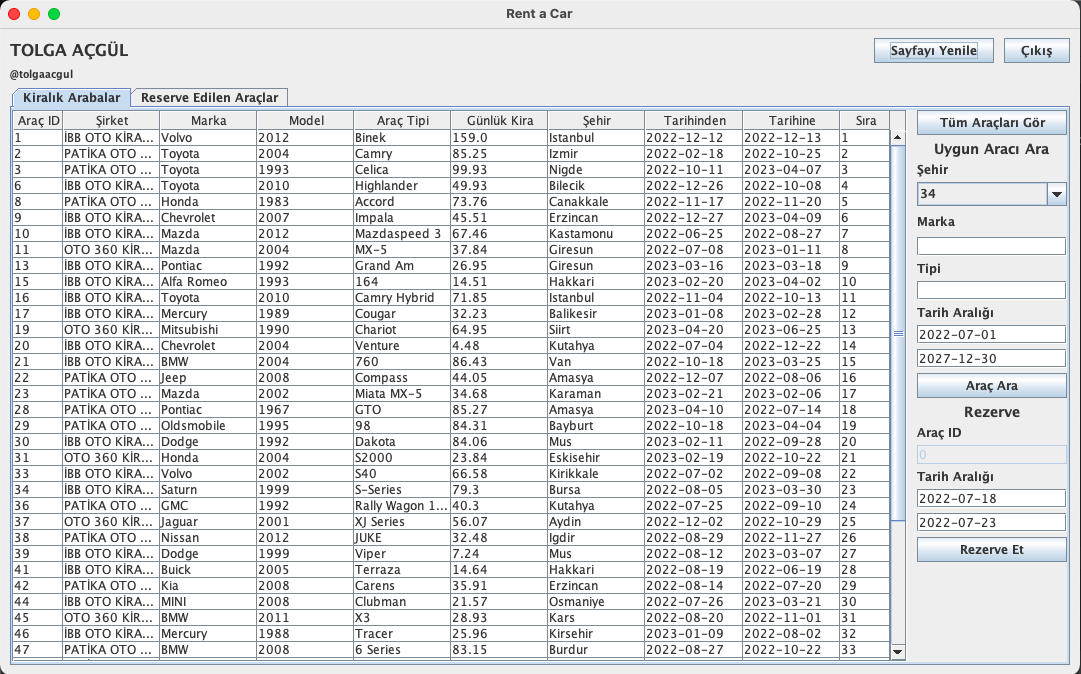 Rent a Car
TOLGA AÇGÜL
Sayfayı Yenile
Çıkış
@tolgaacgul
Kiralık Arabalar
Reserve Edilen Araçlar
Araç ID Şirket Marka Model Araç Tipi Günlük Kira Şehir Tarihinden Tarihine Sıra
1 İBB OTO KİRA... Volvo 2012 Binek 159.0 Istanbul 2022-12-12 2022-12-13 1
2 PATİKA OTO ... Toyota 2004 Camry 85.25 Izmir 2022-02-18 2022-10-25 2
3 PATİKA OTO ... Toyota 1993 Celica 99.93 Nigde 2022-10-11 2023-04-07 3
6 İBB OTO KİRA... Toyota 2010 Highlander 49.93 Bilecik 2022-12-26 2022-10-08 4
8 PATİKA OTO ... Honda 1983 Accord 73.76 Canakkale 2022-11-17 2022-11-20 5
9 İBB OTO KİRA... Chevrolet 2007 Impala 45.51 Erzincan 2022-12-27 2023-04-09 6
10 İBB OTO KİRA... Mazda 2012 Mazdaspeed 3 67.46 Kastamonu 2022-06-25 2022-08-27 7
11 OTO 360 KİR... Mazda 2004 MX-5 37.84 Giresun 2022-07-08 2023-01-11 8
13 İBB OTO KİRA... Pontiac 1992 Grand Am 26.95 Giresun 2023-03-16 2023-03-18 9
15 İBB OTO KİRA... Alfa Romeo 1993 164 14.51 Hakkari 2023-02-20 2023-04-02 10
16 İBB OTO KİRA... Toyota 2010 Camry Hybrid 71.85 Istanbul 2022-11-04 2022-10-13 11
17 İBB OTO KİRA... Mercury 1989 Cougar 32.23 Balikesir 2023-01-08 2023-02-28 12
19 OTO 360 KİR... Mitsubishi 1990 Chariot 64.95 Siirt 2023-04-20 2023-06-25 13
20 İBB OTO KİRA... Chevrolet 2004 Venture 4.48 Kutahya 2022-07-04 2022-12-22 14
21 İBB OTO KİRA... BMW 2004 760 86.43 Van 2022-10-18 2023-03-25 15
22 PATİKA OTO ... Jeep 2008 Compass 44.05 Amasya 2022-12-07 2022-08-06 16
23 PATİKA OTO ... Mazda 2002 Miata MX-5 34.68 Karaman 2023-02-21 2023-02-06 17
28 PATİKA OTO ... Pontiac 1967 GTO 85.27 Amasya 2023-04-10 2022-07-14 18
29 PATİKA OTO ... Oldsmobile 1995 98 84.31 Bayburt 2022-10-18 2023-04-04 19
30 İBB OTO KİRA... Dodge 1992 Dakota 84.06 Mus 2023-02-11 2022-09-28 20
31 OTO 360 KİR... Honda 2004 S2000 23.84 Eskisehir 2023-02-19 2022-10-22 21
33 İBB OTO KİRA... Volvo 2002 S40 66.58 Kirikkale 2022-07-02 2022-09-08 22
34 İBB OTO KİRA... Saturn 1999 S-Series 79.3 Bursa 2022-08-05 2023-03-30 23
36 PATİKA OTO ... GMC 1992 Rally Wagon 1... 40.3 Kutahya 2022-07-25 2022-09-10 24
37 OTO 360 KİR... Jaguar 2001 XJ Series 56.07 Aydin 2022-12-02 2022-10-29 25
38 PATİKA OTO ... Nissan 2012 JUKE 32.48 Igdir 2022-08-29 2022-11-27 26
39 İBB OTO KİRA... Dodge 1999 Viper 7.24 Mus 2022-08-12 2023-03-07 27
41 İBB OTO KİRA... Buick 2005 Terraza 14.64 Hakkari 2022-08-19 2022-06-19 28
42 PATİKA OTO ... Kia 2008 Carens 35.91 Erzincan 2022-08-14 2022-07-20 29
44 İBB OTO KİRA... MINI 2008 Clubman 21.57 Osmaniye 2022-07-26 2023-03-21 30
45 OTO 360 KİR... BMW 2011 X3 28.93 Kars 2022-08-20 2022-11-01 31
46 İBB OTO KİRA... Mercury 1988 Tracer 25.96 Kirsehir 2023-01-09 2022-08-02 32
47 PATİKA OTO ... BMW 2008 6 Series 83.15 Burdur 2022-08-27 2022-10-22 33
Tüm Araçları Gör
Uygun Aracı Ara
Şehir
34
Marka
Tipi
Tarih Aralığı
2022-07-01
2027-12-30
Araç Ara
Rezerve
Araç ID
0
Tarih Aralığı
2022-07-18
2022-07-23
Rezerve Et